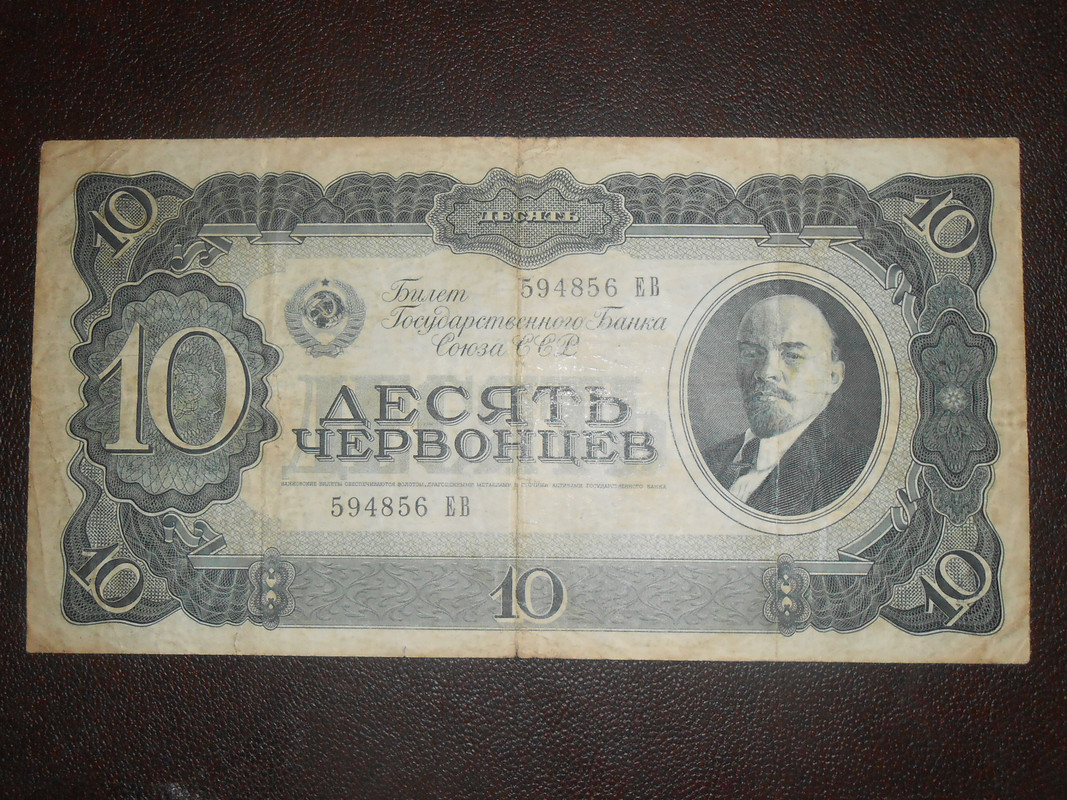 10 ДЕСЯТЬ 10
Билет 594856 ЕВ
Государственного Банка
Союза ССР
10
ДЕСЯТЬ
ЧЕРВОНЦЕВ
БАНКОВСКИЕ БИЛЕТЫ ОБЕСПЕЧИВАЮТСЯ ЗОЛОТОМ, ДРАГОЦЕННЫМИ МЕТАЛЛАМИ И ПРОЧИМИ АКТИВАМИ ГОСУДАРСТВЕННОГО БАНКА
594856 ЕВ
10 10 10